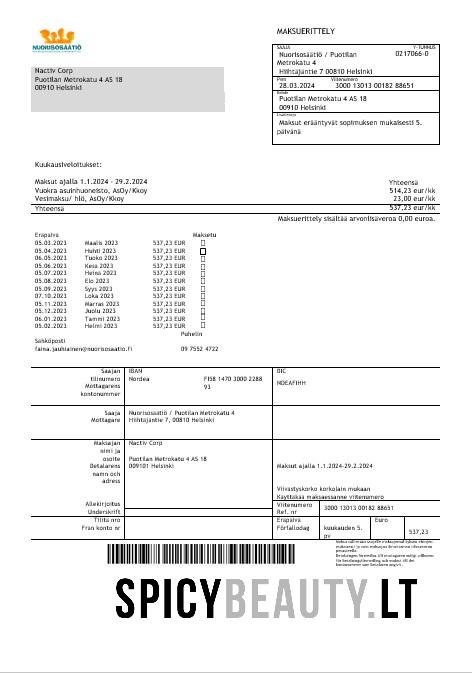 MAKSUERITTELY
NUORISOSÄÄTIÖ
SAAJA Y-TUNNUS
Nuorisosäätiö / Puotilan 0217066-0
Metrokatu 4
Hiihtäjäntie 7 00810 Helsinki
Pvm Viitenumero
28.03.2024 3000 13013 00182 88651
Kohde
Puotilan Metrokatu 4
00910 Helsinki
Lisätietoja
Maksut erääntyvät sopimuksen mukaisesti 5.
päivänä
Nactiv Corp
Puotilan Metrokatu 4 AS 18
00910 Helsinki
Kuukausiveloitukset:
Maksut ajalla 1.1.2024 - 29.2.2024 Yhteensä
Vuokra asuinhuoneisto, AsOy/Kkoy 514,23 eur/kk
Vesimaksu/ hlö, AsOy/Kkoy 23,00 eur/kk
Yhteensä 537,23 eur/kk
Maksuerittely sisältää arvonlisäveroa 0,00 euroa.
Eräpäivä Maksetu
05.03.2023 Maalis 2023 537,23 EUR
05.04.2023 Huhti 2023 537,23 EUR
06.05.2023 Tuoko 2023 537,23 EUR
05.06.2023 Kesä 2023 537,23 EUR
05.07.2023 Heinä 2023 537,23 EUR
05.08.2023 Elo 2023 537,23 EUR
05.09.2023 Syys 2023 537,23 EUR
07.10.2023 Loka 2023 537,23 EUR
05.11.2023 Marras 2023 537,23 EUR
05.12.2023 Joulu 2023 537,23 EUR
06.01.2023 Tammi 2023 537,23 EUR
05.02.2023 Helmi 2023 537,23 EUR
Puhelin
Sähköposti
faina.jauhiainen@nuorisosaatio.fi 09 7552 4722
Saajan
tilinumero
Mottagarens
kontonummer
IBAN
Nordea FI58 1470 3000 2288
93
BIC
NDEAFIHH
Saaja
Mottagare
Nuorisosäätiö / Puotilan Metrokatu 4
Hiihtäjäntie 7, 00810 Helsinki
Maksajan
nimi ja
osoite
Betalarens
namn och
adress
Nactiv Corp
Puotilan Metrokatu 4 AS 18
009101 Helsinki
Maksut ajalla 1.1.2024-29.2.2024
Viivästyskorko korkolain mukaan
Käyttäkää maksaessanne viitenumeroa
Allekirjoitus
Underskrift
Viitenumero
Ref. nr
3000 13013 00182 88651
Tililtä nro
Från konto nr
Eräpäivä
Förfallodag
kuukauden 5.
pv
Euro
537,23
SPICYBEAUTY.LT